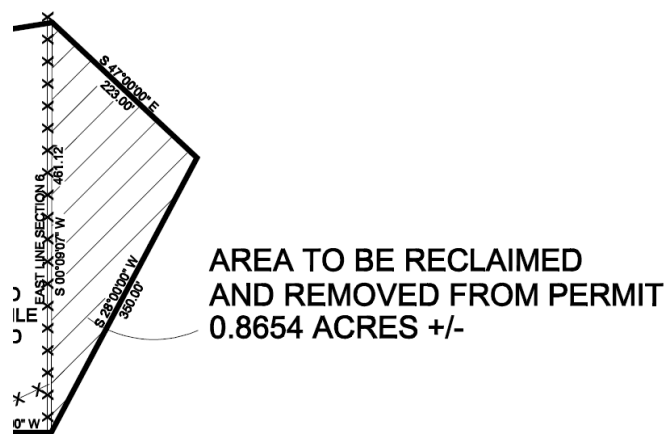 S 47°00'00" E
223.00'
EAST LINE SECTION 6
S 00°09'07" W
461.12'
S 28°00'00" W
350.00'
AREA TO BE RECLAIMED
AND REMOVED FROM PERMIT
0.8654 ACRES +/-